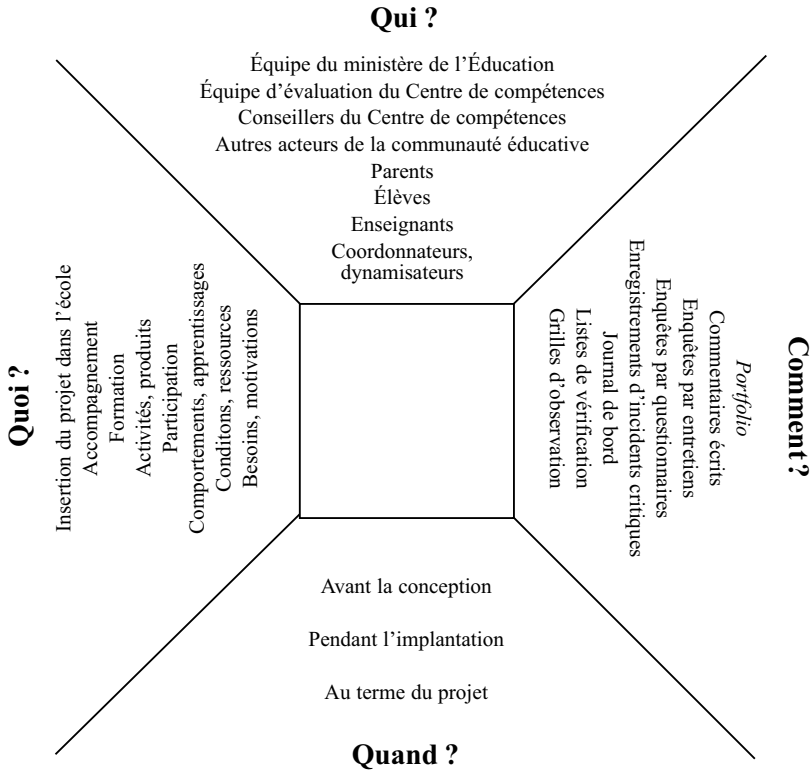 Qui ?
Équipe du ministère de l’Éducation
Équipe d’évaluation du Centre de compétences
Conseillers du Centre de compétences
Autres acteurs de la communauté éducative
Parents
Élèves
Enseignants
Coordonnateurs,
dynamisateurs
Quoi ?
Insertion du projet dans l’école
Accompagnement
Formation
Activités, produits
Participation
Comportements, apprentissages
Conditons, ressources
Besoins, motivations
Comment ?
Portfolio
Commentaires écrits
Enquêtes par entretiens
Enquêtes par questionnaires
Enregistrements d’incidents critiques
Journal de bord
Listes de vérification
Grilles d’observation
Avant la conception
Pendant l’implantation
Au terme du projet
Quand ?